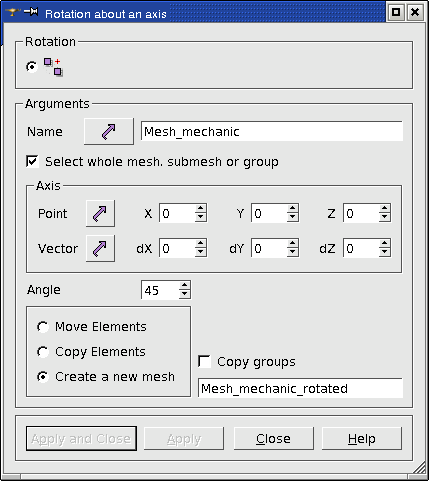 Rotation about an axis
Rotation
Arguments
Name Mesh_mechanic
Select whole mesh. submesh or group
Axis
Point X 0 Y 0 Z 0
Vector dX 0 dY 0 dZ 0
Angle 45
Move Elements
Copy Elements
Copy groups
Create a new mesh
Mesh_mechanic_rotated
Apply and Close Apply Close Help